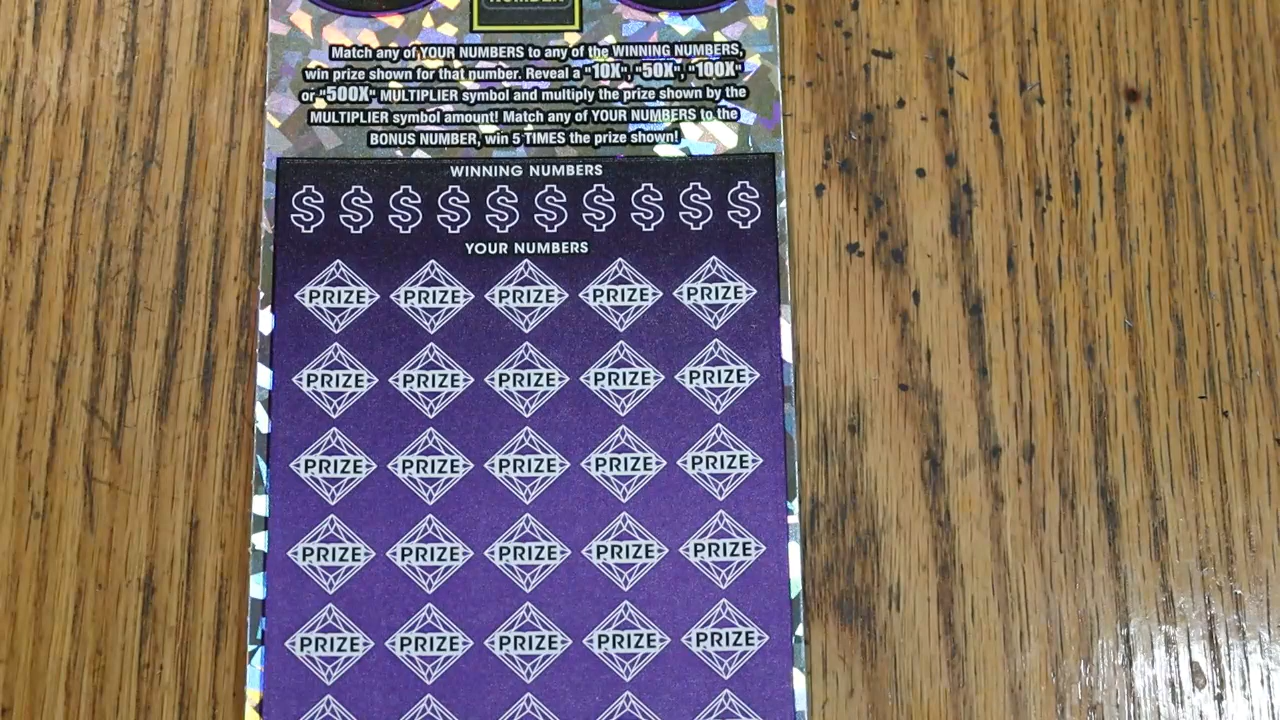 NUMBER
Match any of YOUR NUMBERS to any of the WINNING NUMBERS,
win prize shown for that number. Reveal a "10X", "50X", "100X"
or "500X" MULTIPLIER symbol and multiply the prize shown by the
MULTIPLIER symbol amount! Match any of YOUR NUMBERS to the
BONUS NUMBER, win 5 TIMES the prize shown!
WINNING NUMBERS
$ $ $ $ $ $ $ $ $ $
YOUR NUMBERS
PRIZE PRIZE PRIZE PRIZE PRIZE
PRIZE PRIZE PRIZE PRIZE PRIZE
PRIZE PRIZE PRIZE PRIZE PRIZE
PRIZE PRIZE PRIZE PRIZE PRIZE
PRIZE PRIZE PRIZE PRIZE PRIZE